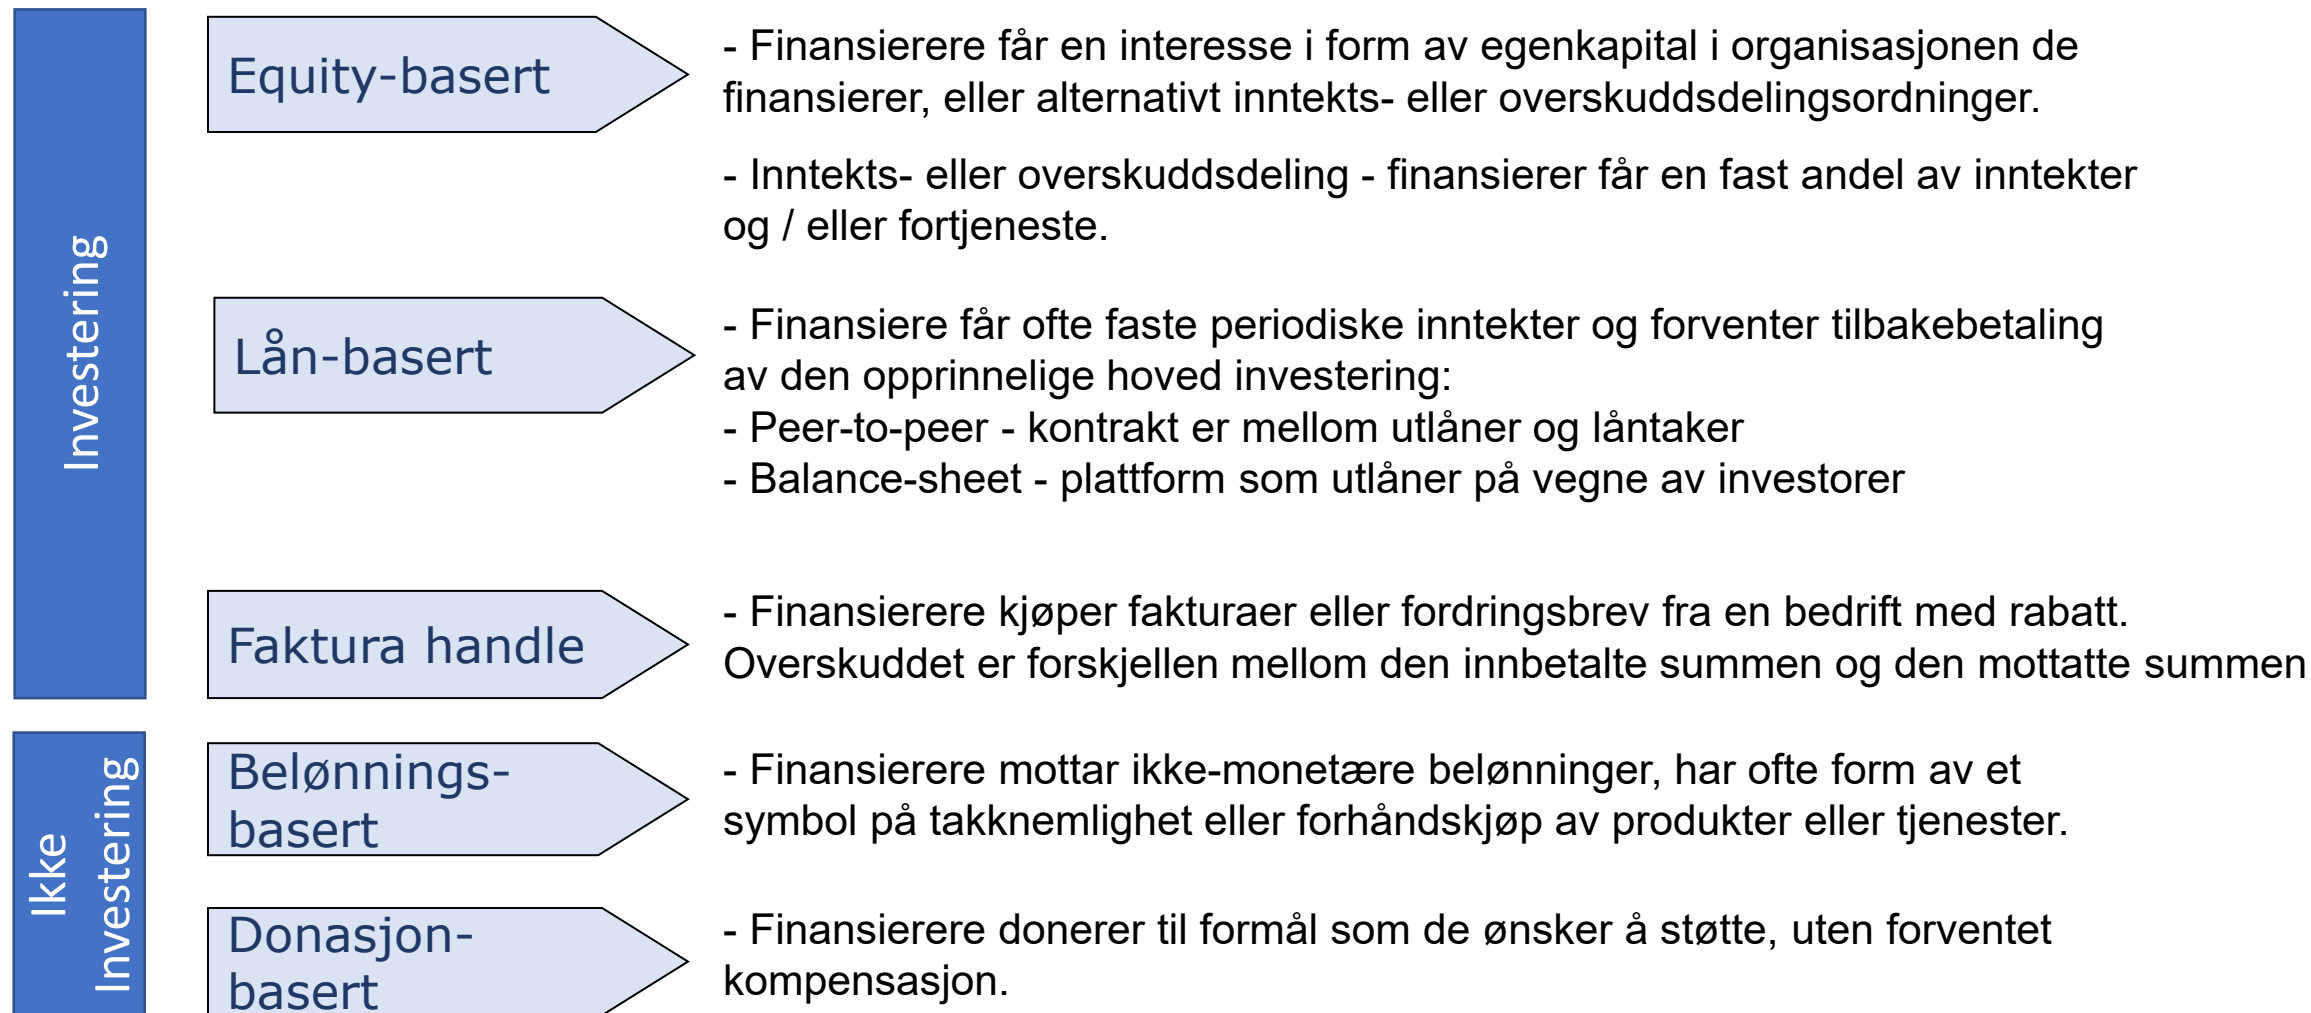 Investering
Equity-basert
- Finansierere får en interesse i form av egenkapital i organisasjonen de
finansierer, eller alternativt inntekts- eller overskuddsdelingsordninger.
- Inntekts- eller overskuddsdeling - finansierer får en fast andel av inntekter
og / eller fortjeneste.
Lån-basert
- Finansiere får ofte faste periodiske inntekter og forventer tilbakebetaling
av den opprinnelige hoved investering:
- Peer-to-peer - kontrakt er mellom utlåner og låntaker
- Balance-sheet - plattform som utlåner på vegne av investorer
Faktura handle
- Finansierere kjøper fakturaer eller fordringsbrev fra en bedrift med rabatt.
Overskuddet er forskjellen mellom den innbetalte summen og den mottatte summen
Ikke
Investering
Belønnings-
basert
- Finansierere mottar ikke-monetære belønninger, har ofte form av et
symbol på takknemlighet eller forhåndskjøp av produkter eller tjenester.
Donasjon-
basert
- Finansierere donerer til formål som de ønsker å støtte, uten forventet
kompensasjon.